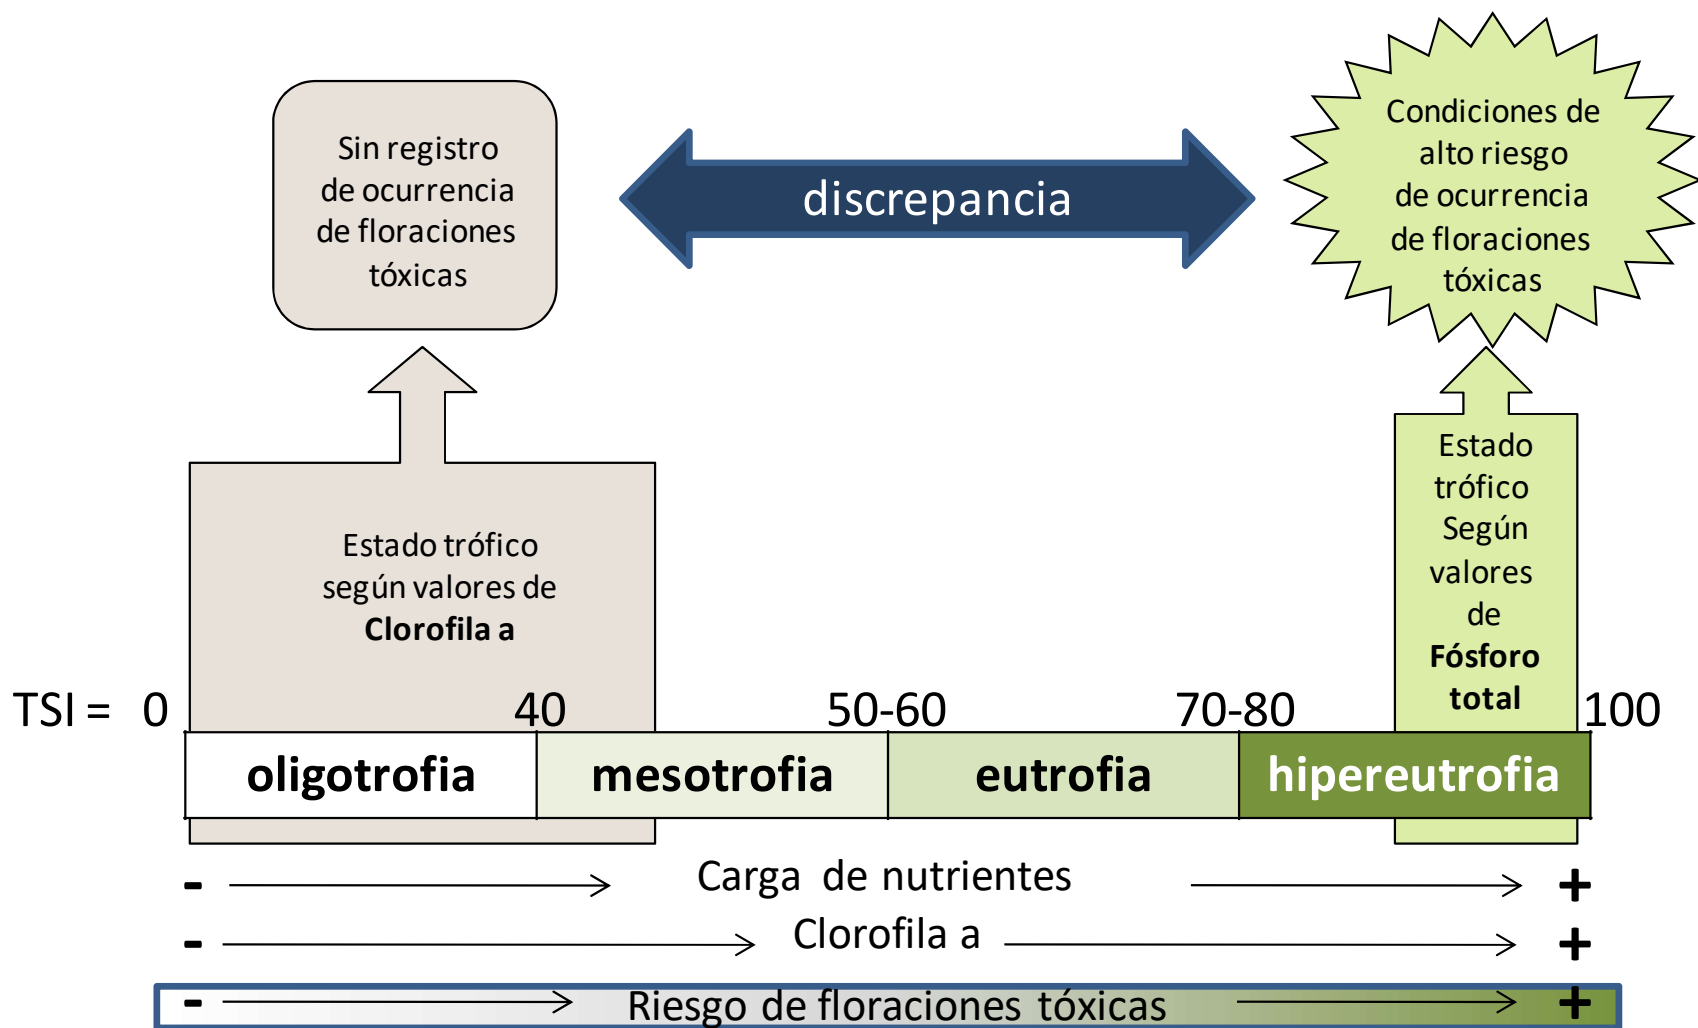 Sin registro
de ocurrencia
de floraciones
tóxicas
discrepancia
Condiciones de
alto riesgo
de ocurrencia
de floraciones
tóxicas
Estado trófico
según valores de
Clorofila a
Estado
trófico
Según
valores
de
Fósforo
total
TSI = 0 40 50-60 70-80 100
oligotrofia mesotrofia eutrofia hipereutrofia
- Carga de nutrientes +
- Clorofila a +
- Riesgo de floraciones tóxicas +